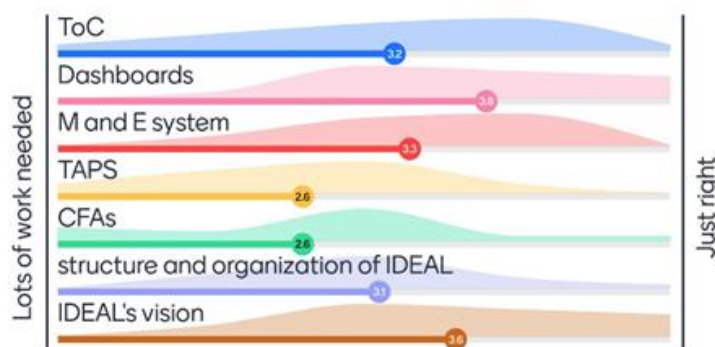 Lots of work needed
ToC
3.2
Dashboards
3.8
M and E system
3.3
TAPS
2.6
CFAs
2.6
structure and organization of IDEAL
3.1
IDEAL's vision
3.6
Just right